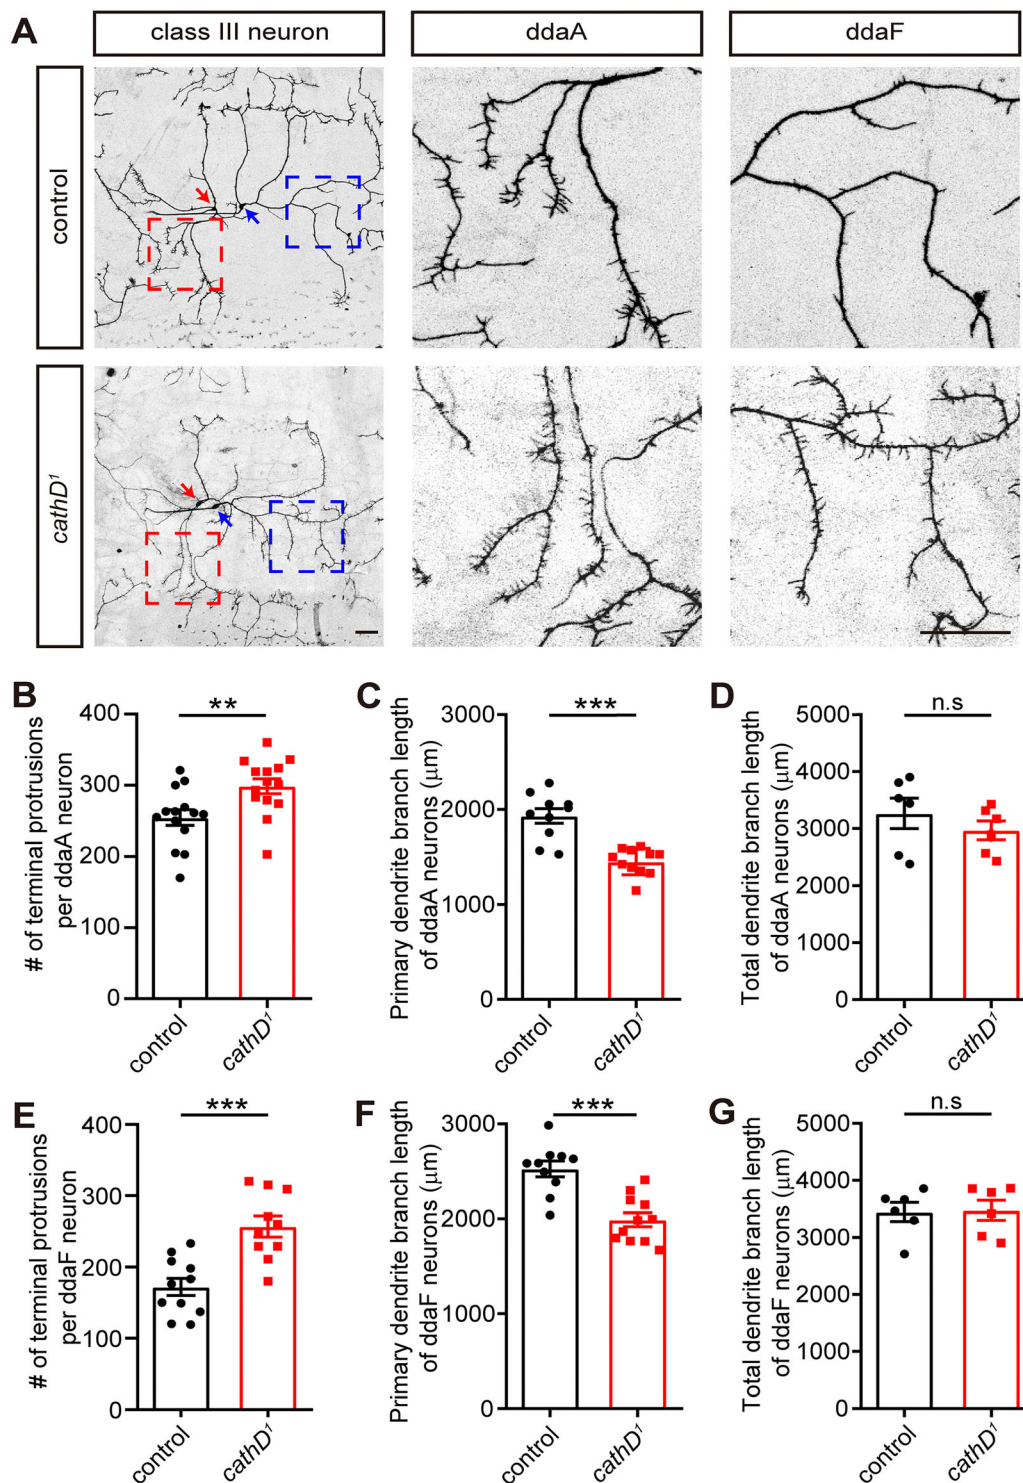 A
class III neuron
ddaA
ddaF
control
cathD¹
B
# of terminal protrusions
per ddaA neuron
400
300
200
100
0
**
control
cathD¹
C
Primary dendrite branch length
of ddaA neurons (μm)
3000
2000
1000
0
***
control
cathD¹
D
Total dendrite branch length
of ddaA neurons (μm)
5000
4000
3000
2000
1000
0
n.s
control
cathD¹
E
# of terminal protrusions
per ddaF neuron
400
300
200
100
0
***
control
cathD¹
F
Primary dendrite branch length
of ddaF neurons (μm)
3000
2000
1000
0
***
control
cathD¹
G
Total dendrite branch length
of ddaF neurons (μm)
5000
4000
3000
2000
1000
0
n.s
control
cathD¹